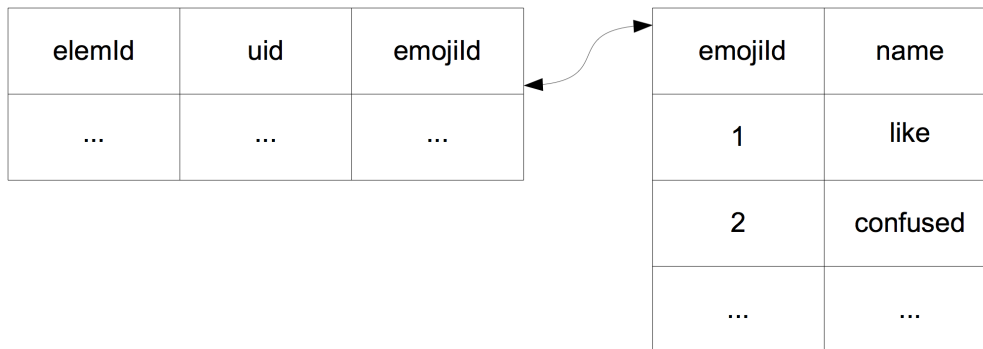 elemId uid emojiId
... ... ...
emojiId name
1 like
2 confused
... ...